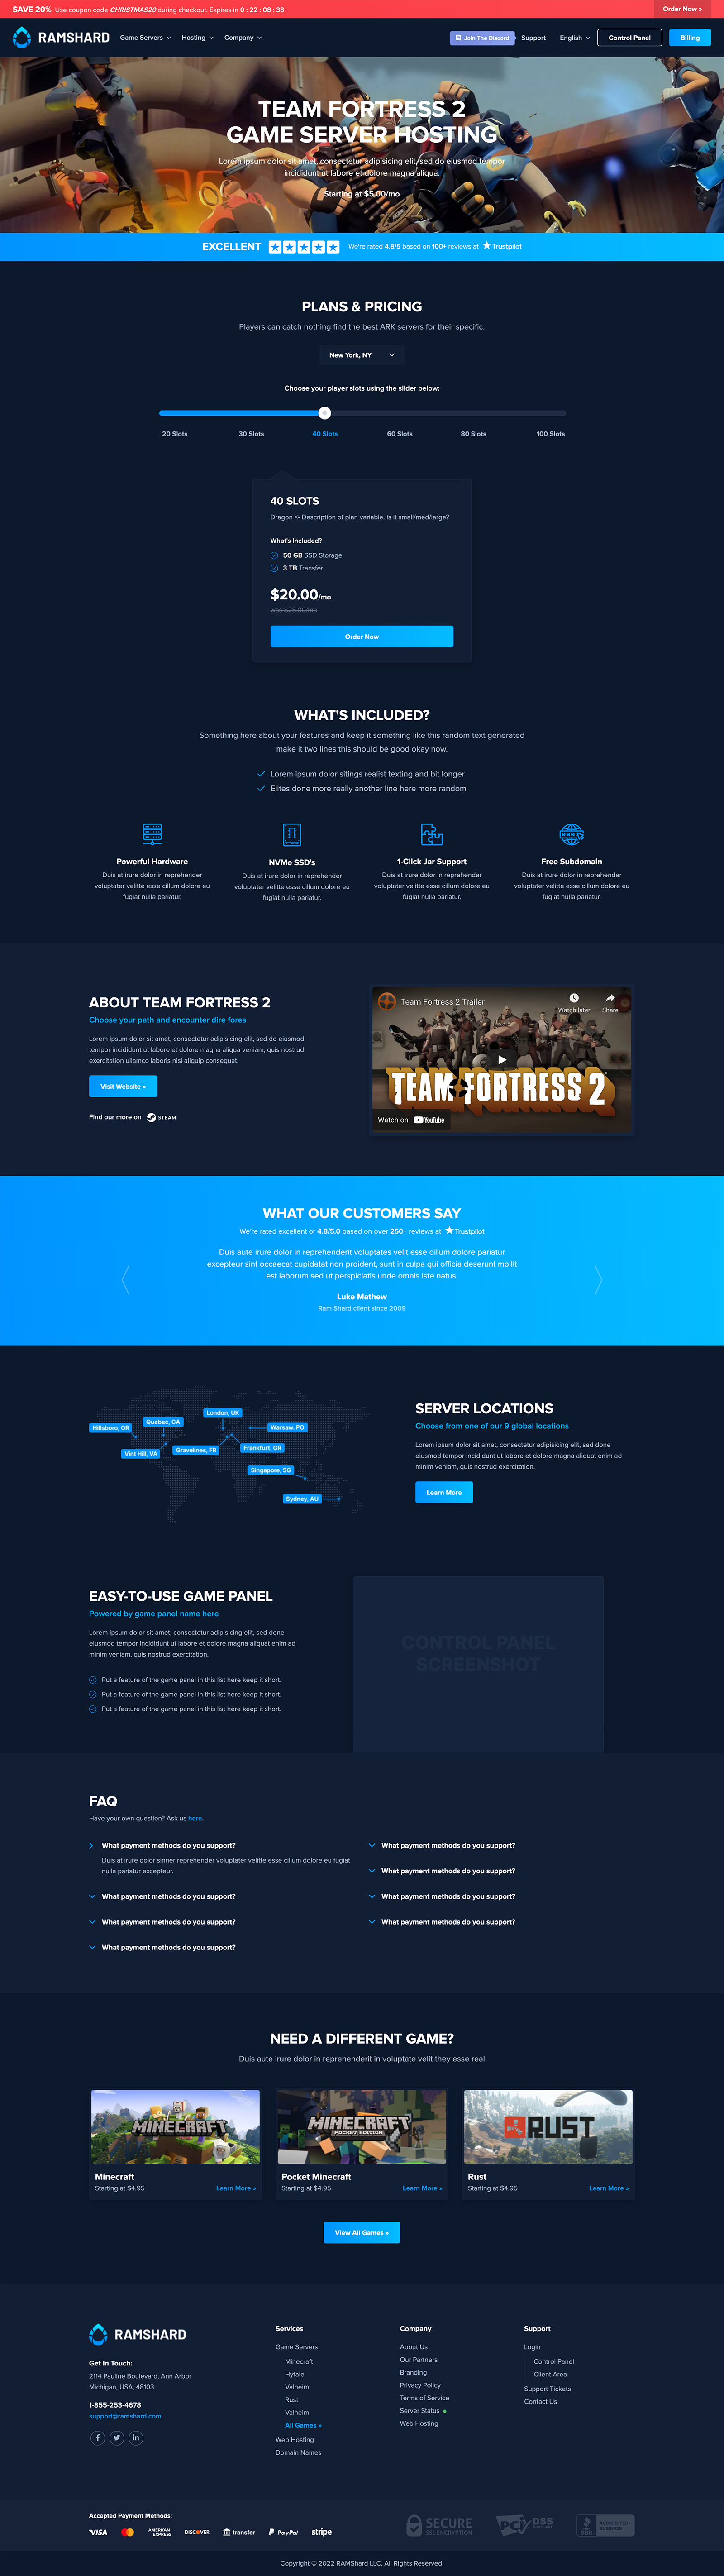 SAVE 20% Use coupon code CHRISTMAS20 during checkout. Expires in 0 : 22 : 08 : 38
Order Now »
RAMSHARD Game Servers Hosting Company Join The Discord Support English Control Panel Billing
TEAM FORTRESS 2
GAME SERVER HOSTING
Lorem ipsum dolor sit amet, consectetur adipisicing elit, sed do eiusmod tempor
incididunt ut labore et dolore magna aliqua.
Starting at $5.00/mo
EXCELLENT We're rated 4.8/5 based on 100+ reviews at Trustpilot
PLANS & PRICING
Players can catch nothing find the best ARK servers for their specific.
New York, NY
Choose your player slots using the slider below:
20 Slots 30 Slots 40 Slots 60 Slots 80 Slots 100 Slots
40 SLOTS
Dragon <- Description of plan variable. is it small/med/large?
What's Included?
50 GB SSD Storage
3 TB Transfer
$20.00/mo
was $25.00/mo
Order Now
WHAT'S INCLUDED?
Something here about your features and keep it something like this random text generated
make it two lines this should be good okay now.
Lorem ipsum dolor sitings realist texting and bit longer
Elites done more really another line here more random
Powerful Hardware
Duis at irure dolor in reprehender
voluptater velitte esse cillum dolore eu
fugiat nulla pariatur.
NVMe SSD's
Duis at irure dolor in reprehender
voluptater velitte esse cillum dolore eu
fugiat nulla pariatur.
1-Click Jar Support
Duis at irure dolor in reprehender
voluptater velitte esse cillum dolore eu
fugiat nulla pariatur.
WWW
Free Subdomain
Duis at irure dolor in reprehender
voluptater velitte esse cillum dolore eu
fugiat nulla pariatur.
ABOUT TEAM FORTRESS 2
Choose your path and encounter dire fores
Lorem ipsum dolor sit amet, consectetur adipisicing elit, sed do eiusmod
tempor incididunt ut labore et dolore magna aliqua veniam, quis nostrud
exercitation ullamco laboris nisi aliquip consequat.
Visit Website »
Find our more on STEAM
Team Fortress 2 Trailer
Watch later Share
TEAM FORTRESS 2
Watch on YouTube
WHAT OUR CUSTOMERS SAY
We're rated excellent or 4.8/5.0 based on over 250+ reviews at Trustpilot
Duis aute irure dolor in reprehenderit voluptates velit esse cillum dolore pariatur
excepteur sint occaecat cupidatat non proident, sunt in culpa qui officia deserunt mollit
est laborum sed ut perspiciatis unde omnis iste natus.
Luke Mathew
Ram Shard client since 2009
London, UK
Quebec, CA
Hillsboro, OR
Warsaw. PO
Vint Hill, VA
Gravelines, FR
Frankfurt, GR
Singapore, SG
Sydney, AU
SERVER LOCATIONS
Choose from one of our 9 global locations
Lorem ipsum dolor sit amet, consectetur adipisicing elit, sed done
eiusmod tempor incididunt ut labore et dolore magna aliquat enim ad
minim veniam, quis nostrud exercitation.
Learn More
EASY-TO-USE GAME PANEL
Powered by game panel name here
Lorem ipsum dolor sit amet, consectetur adipisicing elit, sed done
eiusmod tempor incididunt ut labore et dolore magna aliquat enim ad
minim veniam, quis nostrud exercitation.
Put a feature of the game panel in this list here keep it short.
Put a feature of the game panel in this list here keep it short.
Put a feature of the game panel in this list here keep it short.
CONTROL PANEL
SCREENSHOT
FAQ
Have your own question? Ask us here.
What payment methods do you support?
Duis at irure dolor sinner reprehender voluptater velitte esse cillum dolore eu fugiat
nulla pariatur excepteur.
What payment methods do you support?
What payment methods do you support?
What payment methods do you support?
What payment methods do you support?
What payment methods do you support?
What payment methods do you support?
What payment methods do you support?
NEED A DIFFERENT GAME?
Duis aute irure dolor in reprehenderit in voluptate velit they esse real
MINECRAFT
Minecraft
Starting at $4.95 Learn More »
MINECRAFT
POCKET EDITION
Pocket Minecraft
Starting at $4.95 Learn More »
RUST
Rust
Starting at $4.95 Learn More »
View All Games »
RAMSHARD
Get In Touch:
2114 Pauline Boulevard, Ann Arbor
Michigan, USA, 48103
1-855-253-4678
support@ramshard.com
Services
Game Servers
Minecraft
Hytale
Valheim
Rust
Valheim
All Games »
Web Hosting
Domain Names
Company
About Us
Our Partners
Branding
Privacy Policy
Terms of Service
Server Status
Web Hosting
Support
Login
Control Panel
Client Area
Support Tickets
Contact Us
Accepted Payment Methods:
VISA AMERICAN EXPRESS DISCOVER transfer PayPal stripe
SECURE
SSL ENCRYPTION
PCI DSS
BBB ACCREDITED
BUSINESS
Copyright © 2022 RAMShard LLC. All Rights Reserved.